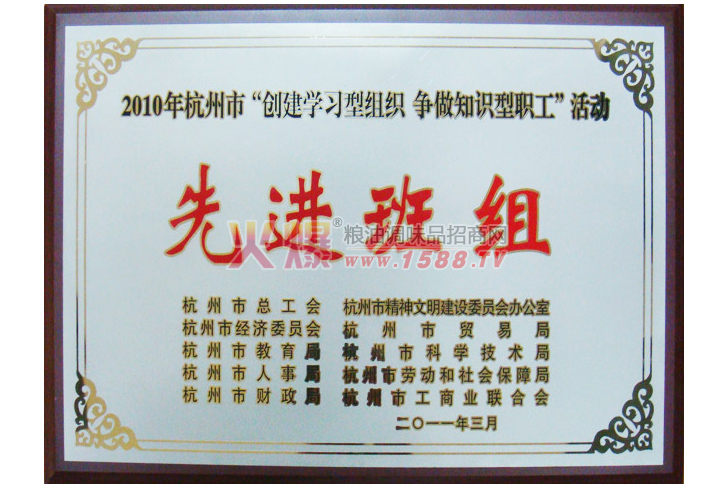 2010年杭州市“创建学习型组织 争做知识型职工”活动
先进班组
火爆®粮油调味品招商网
www.1588.TV
杭州市总工会 杭州市精神文明建设委员会办公室
杭州市经济委员会 杭州市贸易局
杭州市教育局 杭州市科学技术局
杭州市人事局 杭州市劳动和社会保障局
杭州市财政局 杭州市工商业联合会
二〇一一年三月